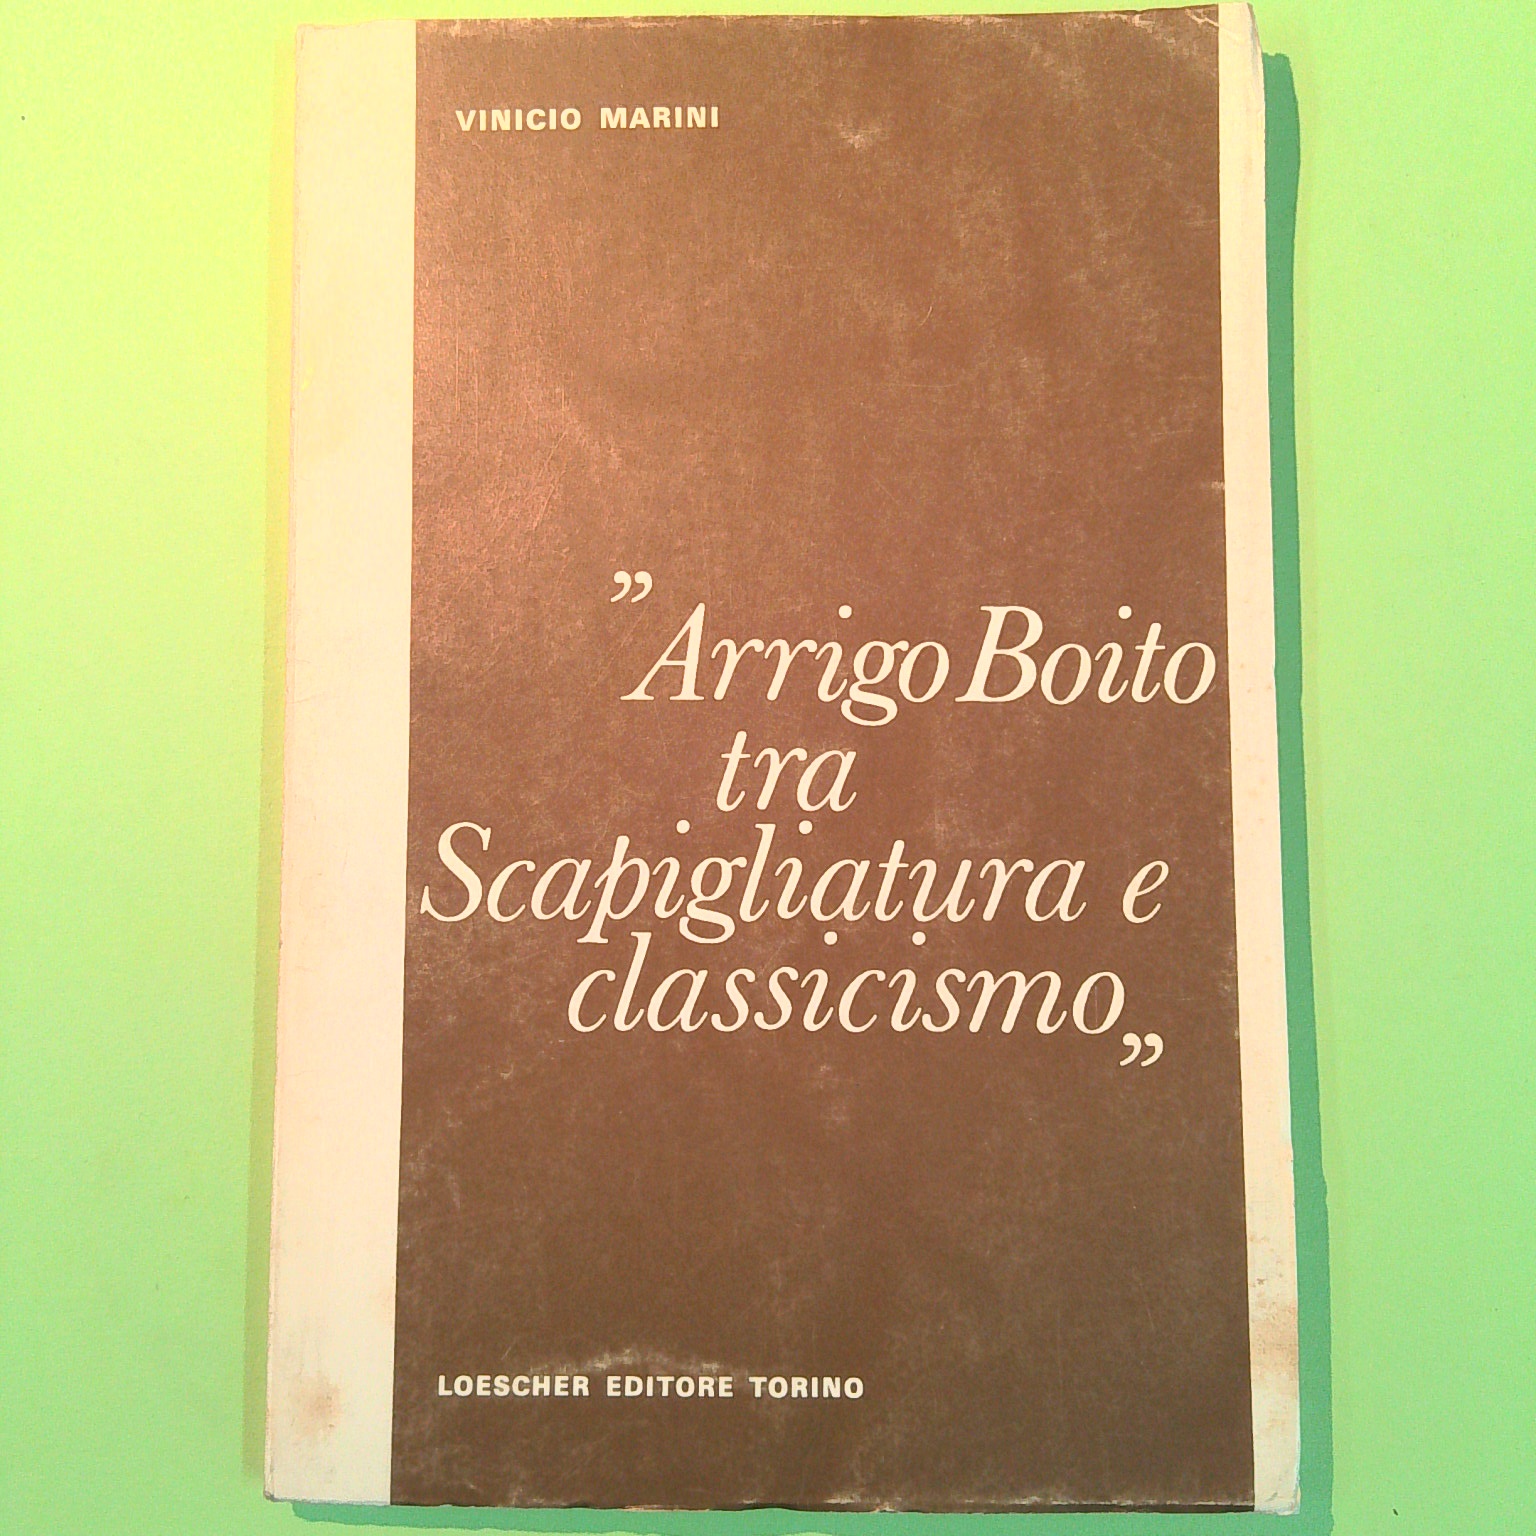 VINICIO MARINI
”Arrigo Boito
tra
Scapigliatura e
classicismo„
LOESCHER EDITORE TORINO